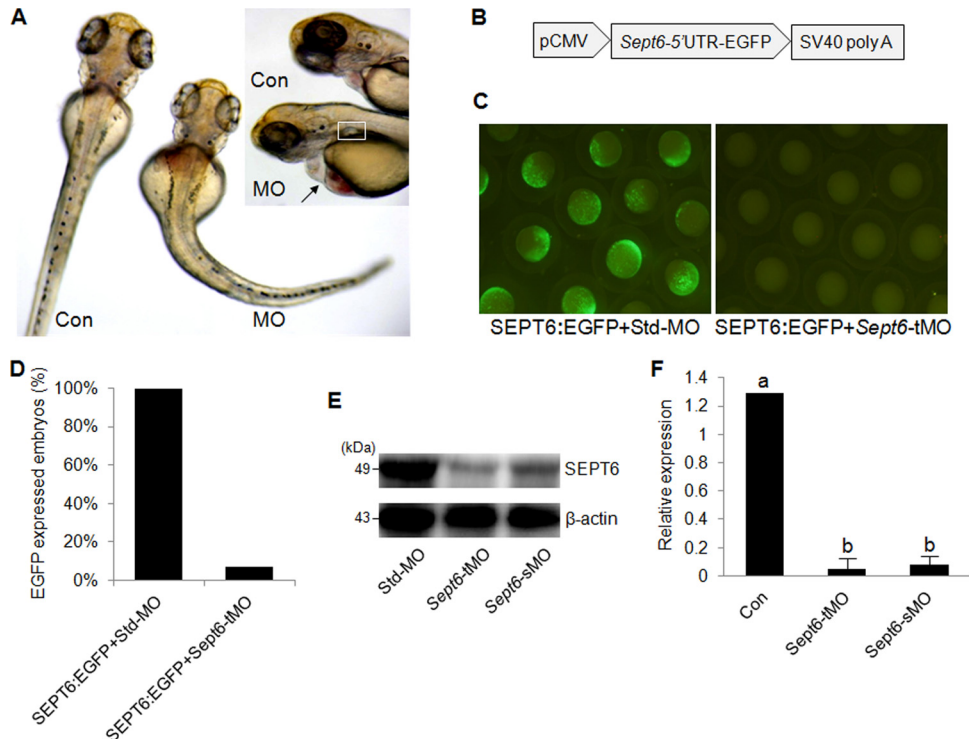 A
Con
MO
Con
MO
B
pCMV
Sept6-5'UTR-EGFP
SV40 poly A
C
SEPT6:EGFP+Std-MO
SEPT6:EGFP+Sept6-tMO
D
EGFP expressed embryos (%)
100%
80%
60%
40%
20%
0%
SEPT6:EGFP+Std-MO
SEPT6:EGFP+Sept6-tMO
E
(kDa)
49
SEPT6
43
β-actin
Std-MO
Sept6-tMO
Sept6-sMO
F
Relative expression
1.4
1.2
1
0.8
0.6
0.4
0.2
0
a
b
b
Con
Sept6-tMO
Sept6-sMO